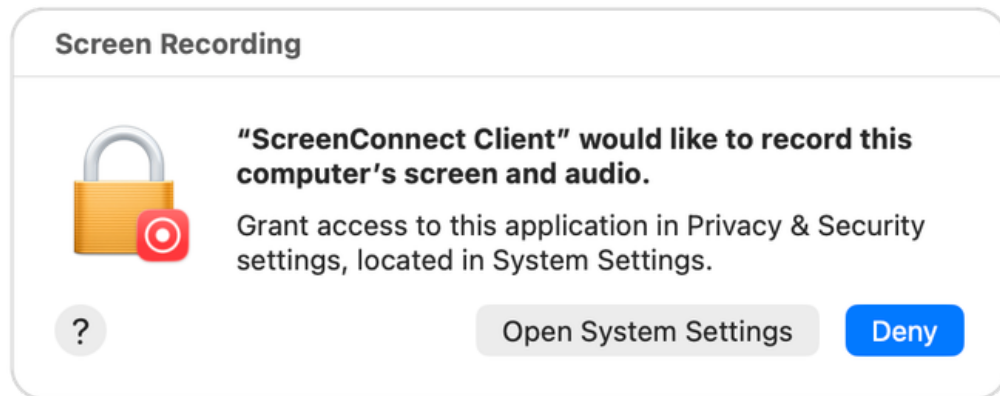 Screen Recording
“ScreenConnect Client” would like to record this
computer’s screen and audio.
Grant access to this application in Privacy & Security
settings, located in System Settings.
?
Open System Settings
Deny